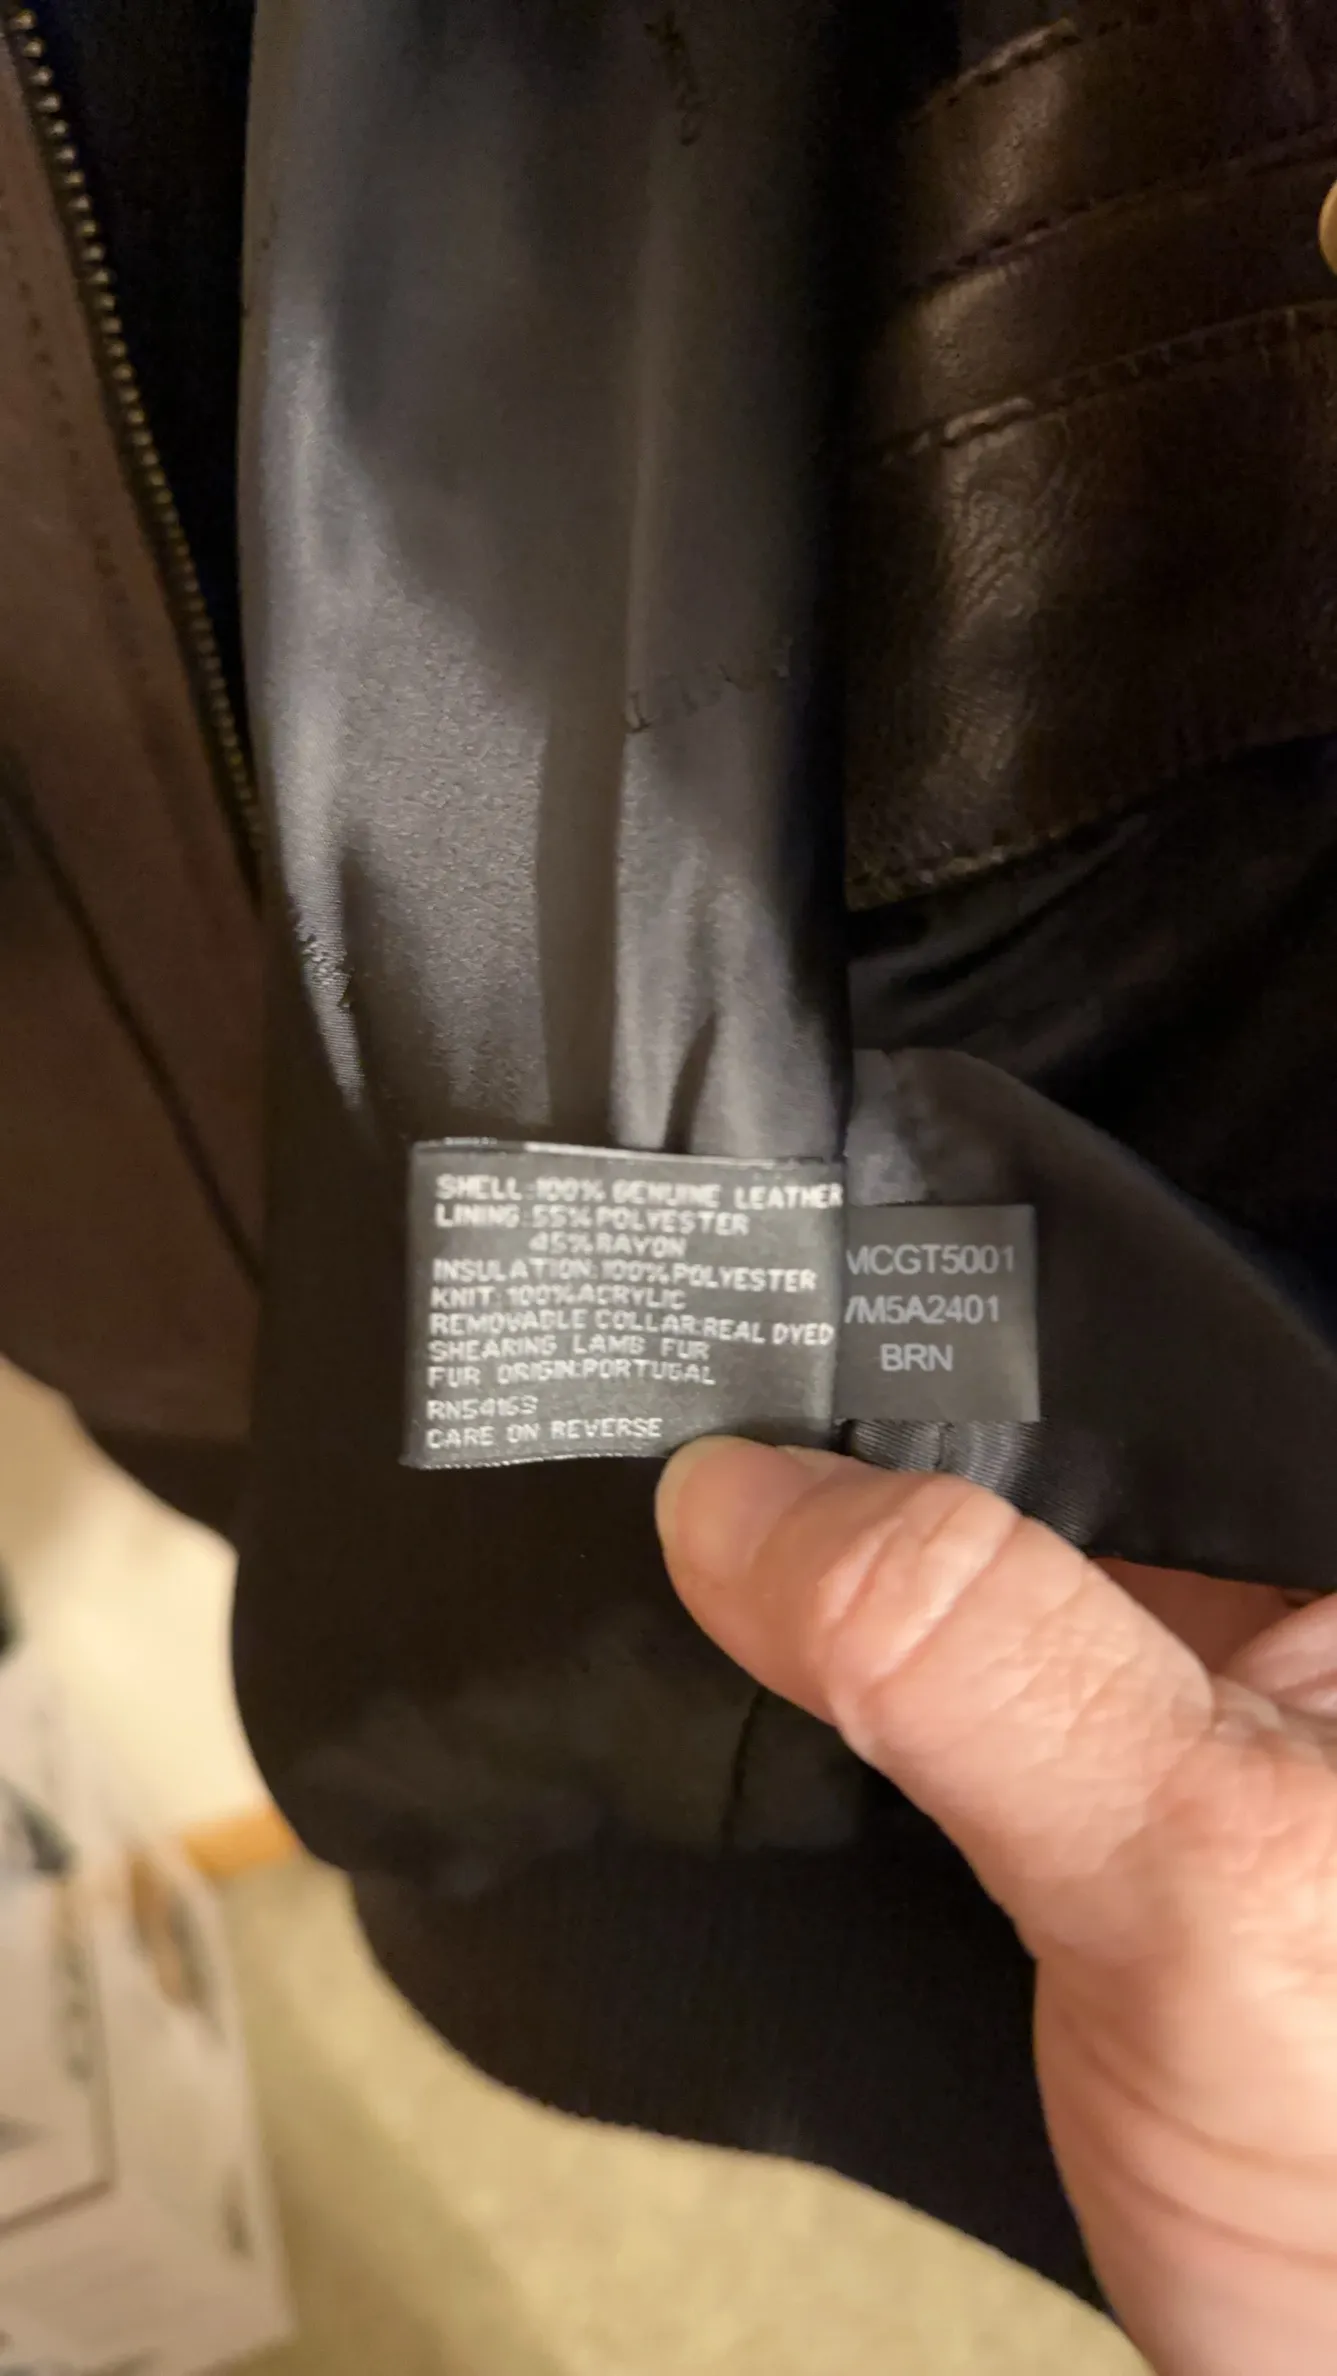 SHELL:100% GENUINE LEATHER
LINING:55%POLYESTER
45%RAYON
INSULATION:100%POLYESTER
KNIT:100%ACRYLIC
REMOVABLE COLLAR:REAL DYED
SHEARING LAMB FUR
FUR ORIGIN:PORTUGAL
RN54163
CARE ON REVERSE
MCGT5001
/M5A2401
BRN